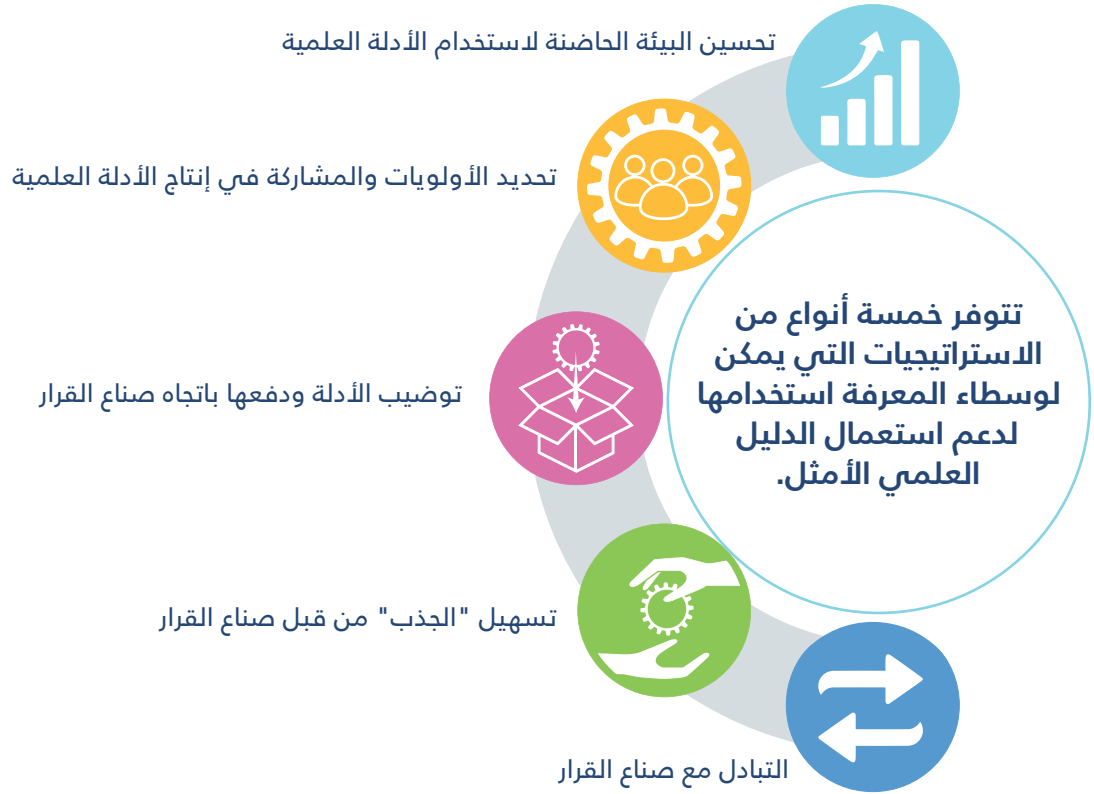 تحسين البيئة الحاضنة لاستخدام الأدلة العلمية
تحديد الأولويات والمشاركة في إنتاج الأدلة العلمية
تتوفر خمسة أنواع من
الاستراتيجيات التي يمكن
لوسطاء المعرفة استخدامها
لدعم استعمال الدليل
العلمي الأمثل.
توضيب الأدلة ودفعها باتجاه صناع القرار
تسهيل "الجذب" من قبل صناع القرار
التبادل مع صناع القرار